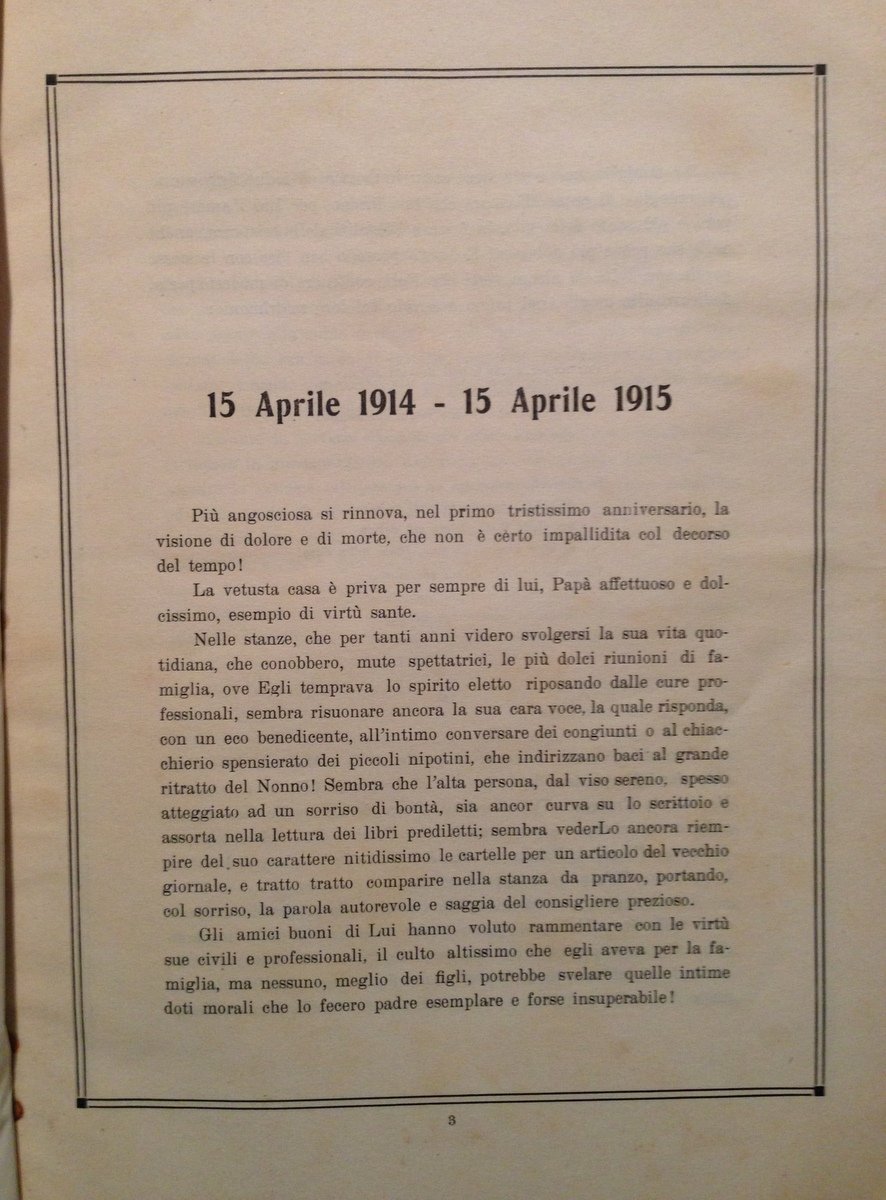 15 Aprile 1914 - 15 Aprile 1915
Più angosciosa si rinnova, nel primo tristissimo anniversario, la
visione di dolore e di morte, che non è certo impallidita col decorso
del tempo!
La vetusta casa è priva per sempre di lui, Papà affettuoso e dol-
cissimo, esempio di virtù sante.
Nelle stanze, che per tanti anni videro svolgersi la sua vita quo-
tidiana, che conobbero, mute spettatrici, le più dolci riunioni di fa-
miglia, ove Egli temprava lo spirito eletto riposando dalle cure pro-
fessionali, sembra risuonare ancora la sua cara voce, la quale risponda,
con un eco benedicente, all'intimo conversare dei congiunti o al chiac-
chierio spensierato dei piccoli nipotini, che indirizzano baci al grande
ritratto del Nonno! Sembra che l'alta persona, dal viso sereno, spesso
atteggiato ad un sorriso di bontà, sia ancor curva su lo scrittoio e
assorta nella lettura dei libri prediletti; sembra vederLo ancora riem-
pire del suo carattere nitidissimo le cartelle per un articolo del vecchio
giornale, e tratto tratto comparire nella stanza da pranzo, portando,
col sorriso, la parola autorevole e saggia del consigliere prezioso.
Gli amici buoni di Lui hanno voluto rammentare con le virtù
sue civili e professionali, il culto altissimo che egli aveva per la fa-
miglia, ma nessuno, meglio dei figli, potrebbe svelare quelle intime
doti morali che lo fecero padre esemplare e forse insuperabile!
3